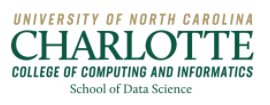 UNIVERSITY OF NORTH CAROLINA
CHARLOTTE
COLLEGE OF COMPUTING AND INFORMATICS
School of Data Science